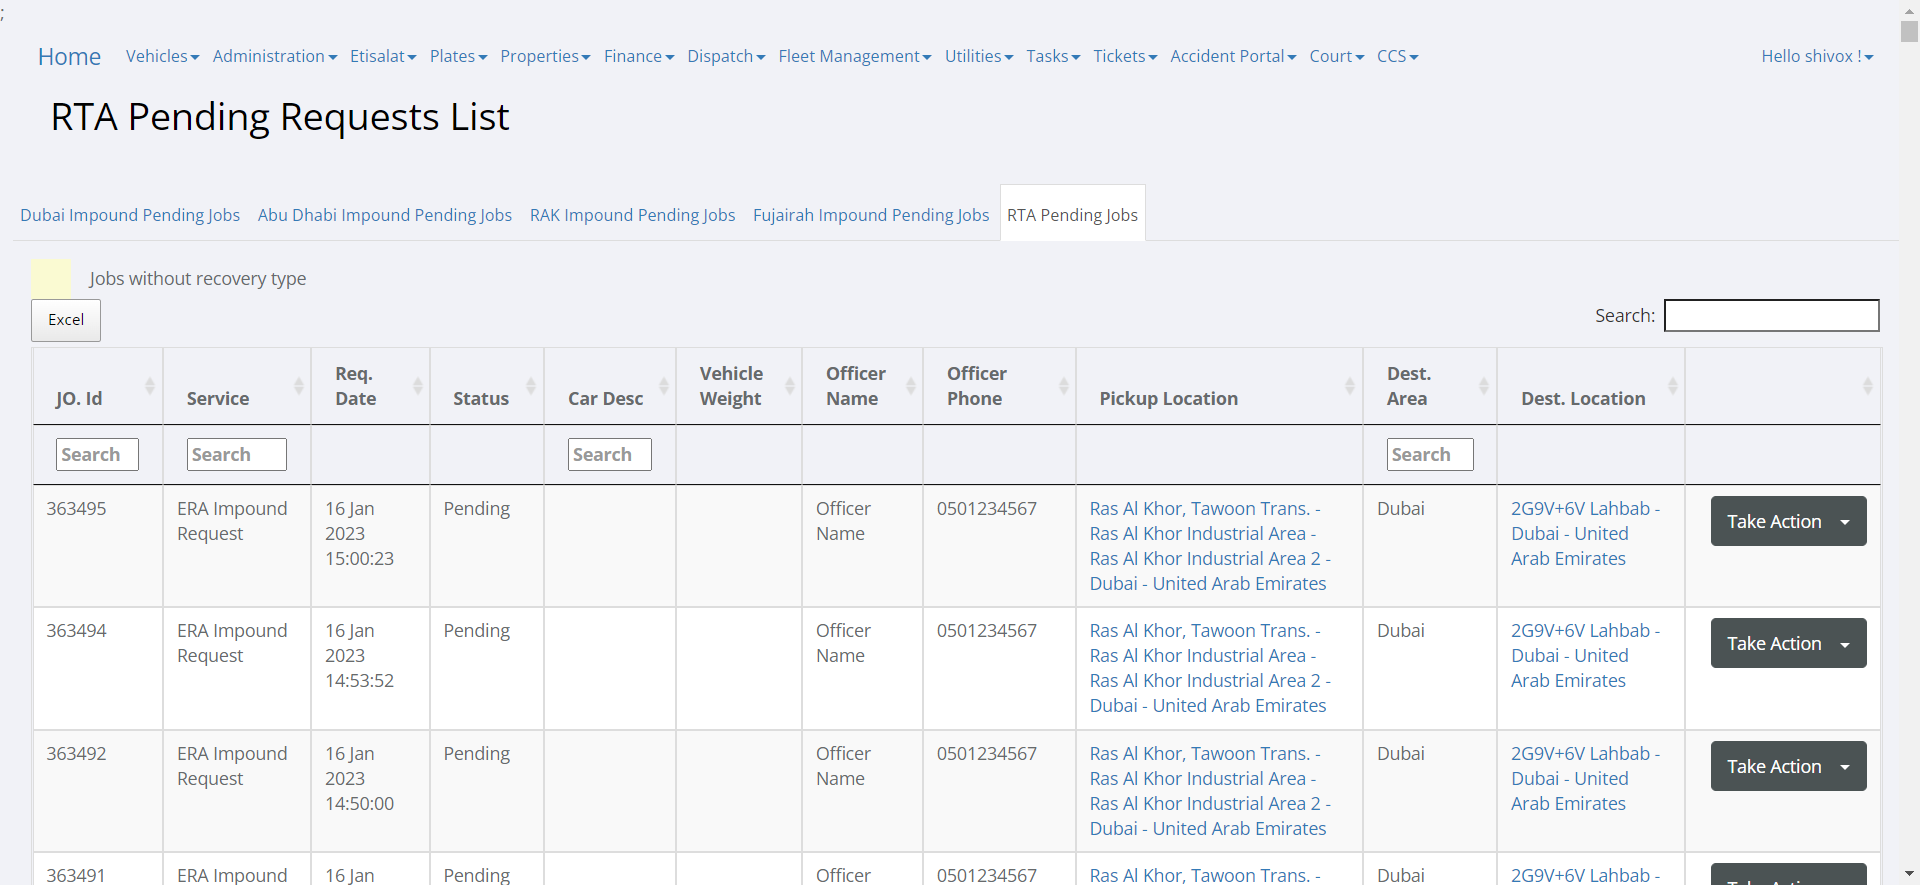 ;
Home Vehicles Administration Etisalat Plates Properties Finance Dispatch Fleet Management Utilities Tasks Tickets Accident Portal Court CCS Hello shivox !
RTA Pending Requests List
Dubai Impound Pending Jobs Abu Dhabi Impound Pending Jobs RAK Impound Pending Jobs Fujairah Impound Pending Jobs RTA Pending Jobs
Jobs without recovery type
Excel
Search:
JO. Id
Service
Req.
Date
Status
Car Desc
Vehicle
Weight
Officer
Name
Officer
Phone
Pickup Location
Dest.
Area
Dest. Location
Search Search Search Search
363495
ERA Impound
Request
16 Jan
2023
15:00:23
Pending
Officer
Name
0501234567
Ras Al Khor, Tawoon Trans. -
Ras Al Khor Industrial Area -
Ras Al Khor Industrial Area 2 -
Dubai - United Arab Emirates
Dubai
2G9V+6V Lahbab -
Dubai - United
Arab Emirates
Take Action
363494
ERA Impound
Request
16 Jan
2023
14:53:52
Pending
Officer
Name
0501234567
Ras Al Khor, Tawoon Trans. -
Ras Al Khor Industrial Area -
Ras Al Khor Industrial Area 2 -
Dubai - United Arab Emirates
Dubai
2G9V+6V Lahbab -
Dubai - United
Arab Emirates
Take Action
363492
ERA Impound
Request
16 Jan
2023
14:50:00
Pending
Officer
Name
0501234567
Ras Al Khor, Tawoon Trans. -
Ras Al Khor Industrial Area -
Ras Al Khor Industrial Area 2 -
Dubai - United Arab Emirates
Dubai
2G9V+6V Lahbab -
Dubai - United
Arab Emirates
Take Action
363491
ERA Impound
16 Jan
Pending
Officer
0501234567
Ras Al Khor, Tawoon Trans. -
Dubai
2G9V+6V Lahbab -